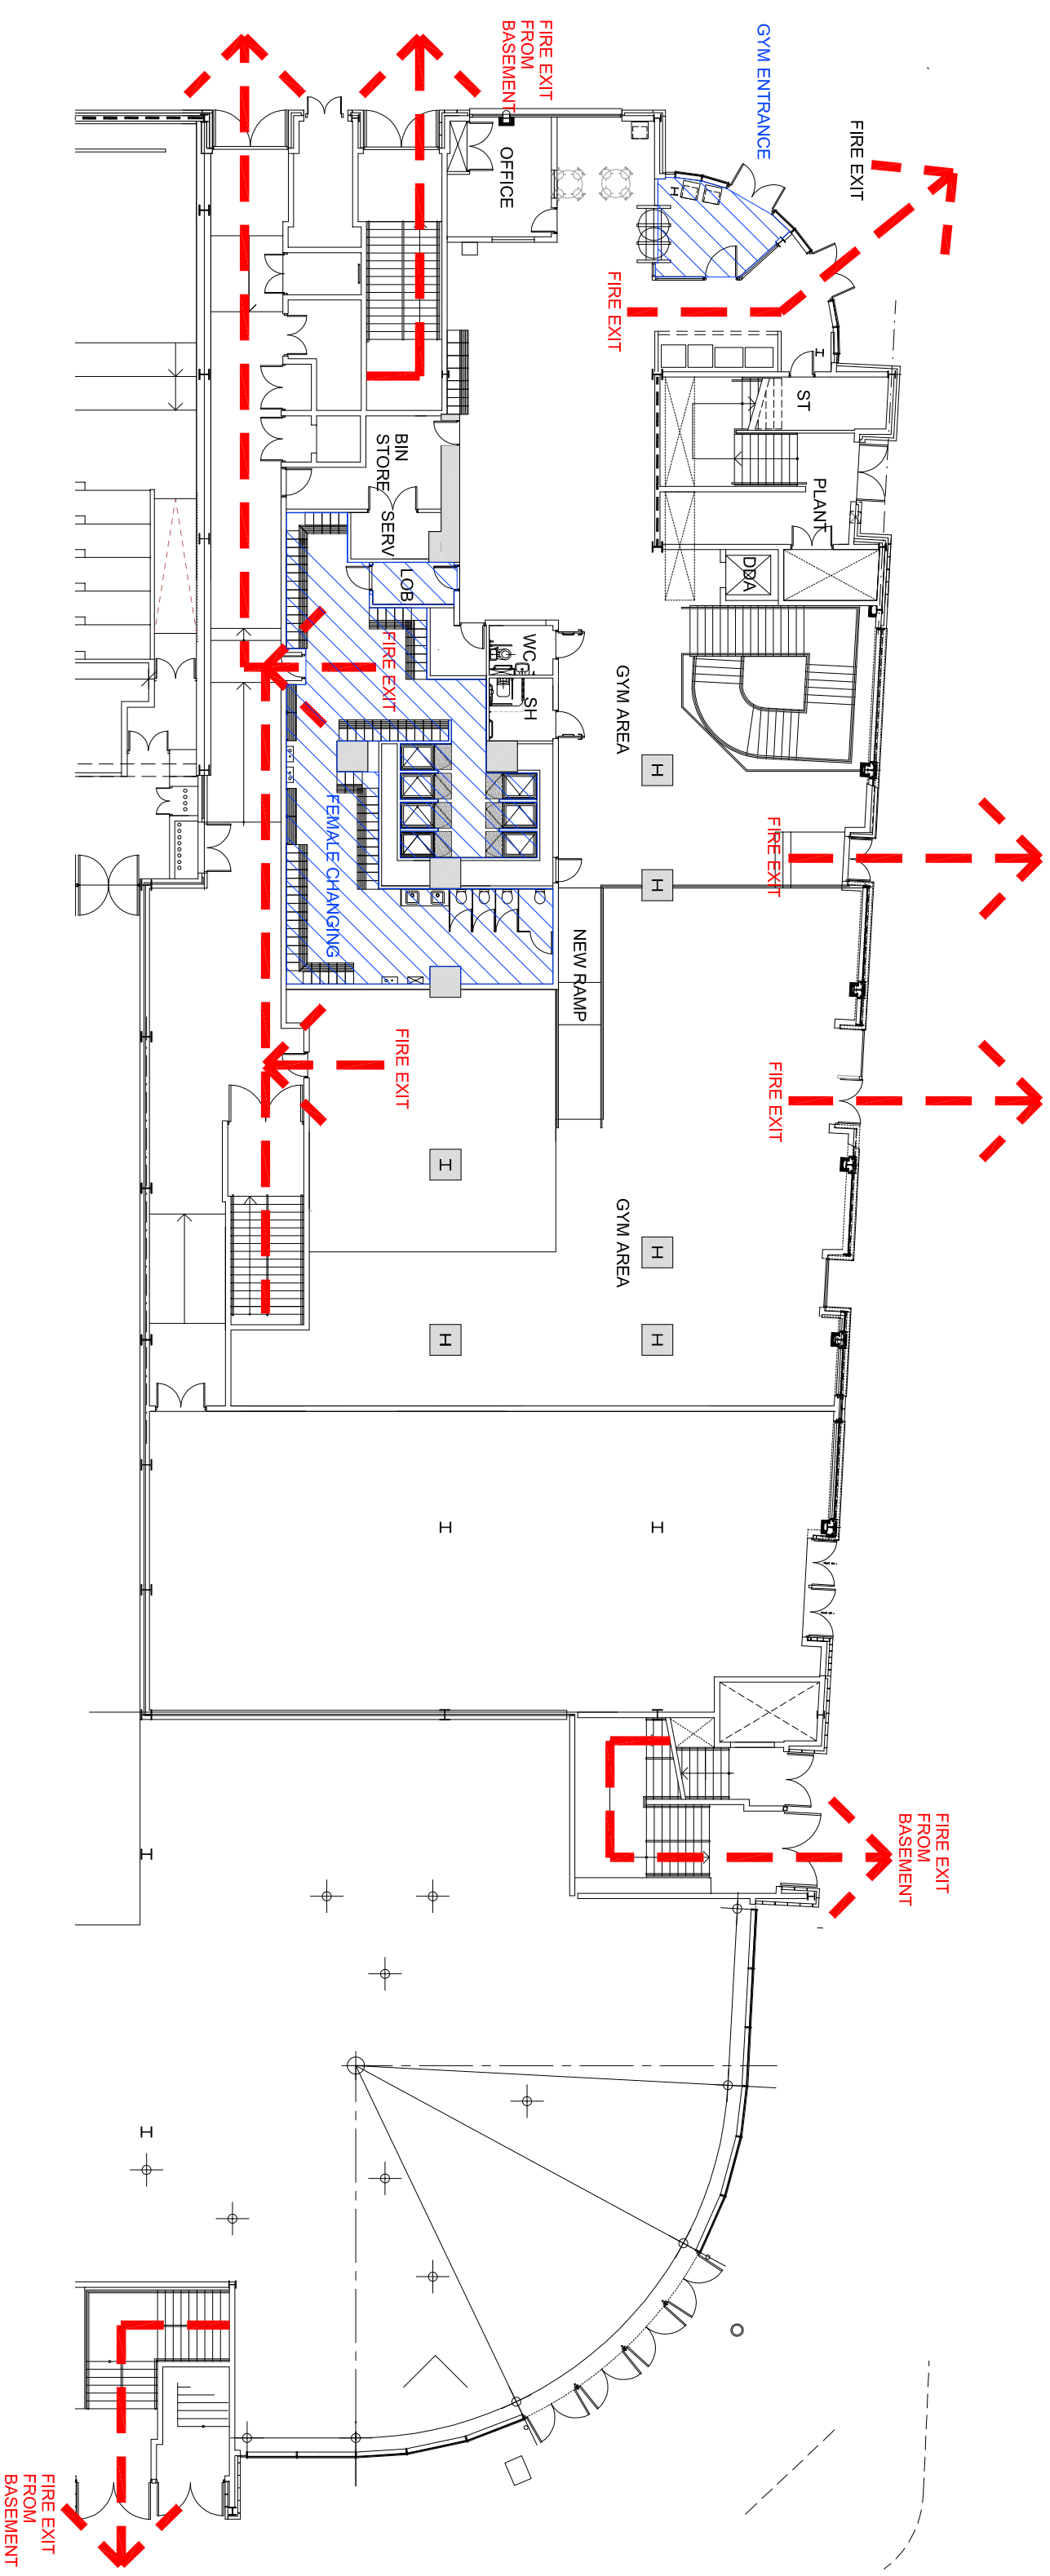 FIRE EXIT
FROM
BASEMENT
GYM ENTRANCE
FIRE EXIT
OFFICE
FIRE EXIT
ST
BIN
STORE
PLANT
SERV
LOB
DDA
WC
SH
FIRE EXIT
GYM AREA
FEMALE CHANGING
FIRE EXIT
NEW RAMP
FIRE EXIT
FIRE EXIT
GYM AREA
FIRE EXIT
FROM
BASEMENT
FIRE EXIT
FROM
BASEMENT